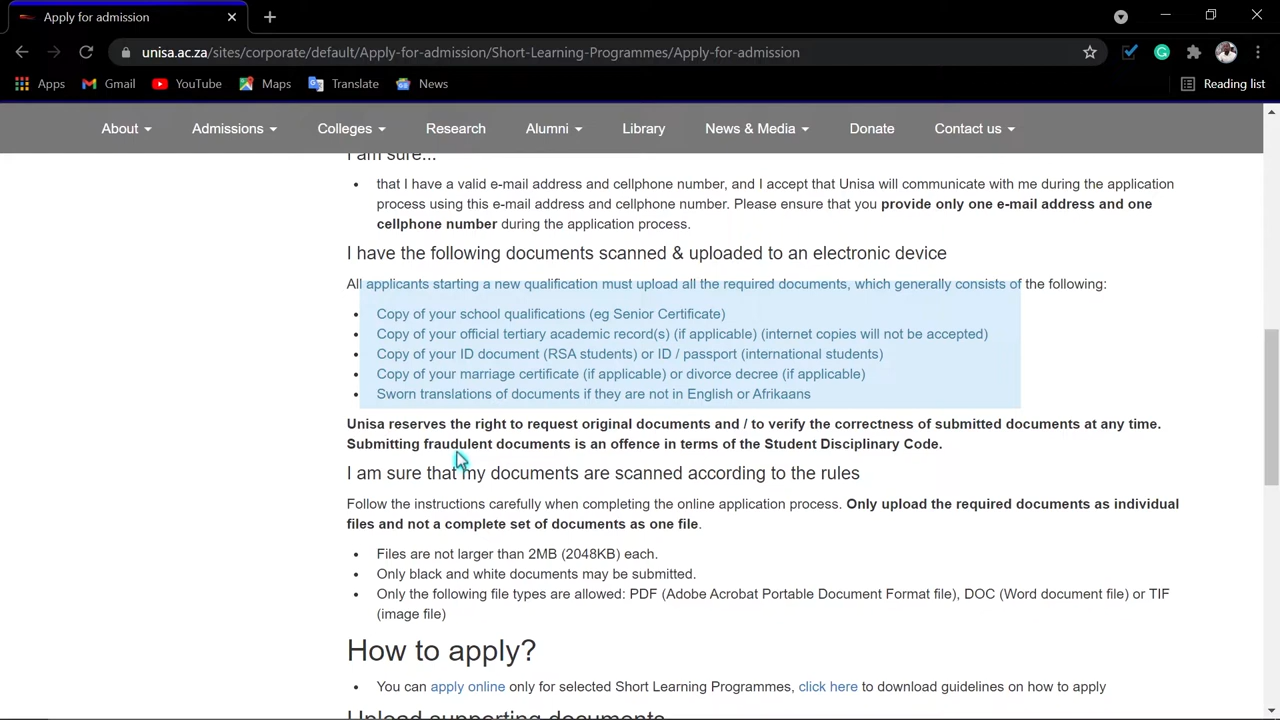 Apply for admission
unisa.ac.za/sites/corporate/default/Apply-for-admission/Short-Learning-Programmes/Apply-for-admission
Apps Gmail YouTube Maps Translate News Reading list
About Admissions Colleges Research Alumni Library News & Media Donate Contact us
I am sure...
• that I have a valid e-mail address and cellphone number, and I accept that Unisa will communicate with me during the application
process using this e-mail address and cellphone number. Please ensure that you provide only one e-mail address and one
cellphone number during the application process.
I have the following documents scanned & uploaded to an electronic device
All applicants starting a new qualification must upload all the required documents, which generally consists of the following:
• Copy of your school qualifications (eg Senior Certificate)
• Copy of your official tertiary academic record(s) (if applicable) (internet copies will not be accepted)
• Copy of your ID document (RSA students) or ID / passport (international students)
• Copy of your marriage certificate (if applicable) or divorce decree (if applicable)
• Sworn translations of documents if they are not in English or Afrikaans
Unisa reserves the right to request original documents and / to verify the correctness of submitted documents at any time.
Submitting fraudulent documents is an offence in terms of the Student Disciplinary Code.
I am sure that my documents are scanned according to the rules
Follow the instructions carefully when completing the online application process. Only upload the required documents as individual
files and not a complete set of documents as one file.
• Files are not larger than 2MB (2048KB) each.
• Only black and white documents may be submitted.
• Only the following file types are allowed: PDF (Adobe Acrobat Portable Document Format file), DOC (Word document file) or TIF
(image file)
How to apply?
• You can apply online only for selected Short Learning Programmes, click here to download guidelines on how to apply
Upload supporting documents